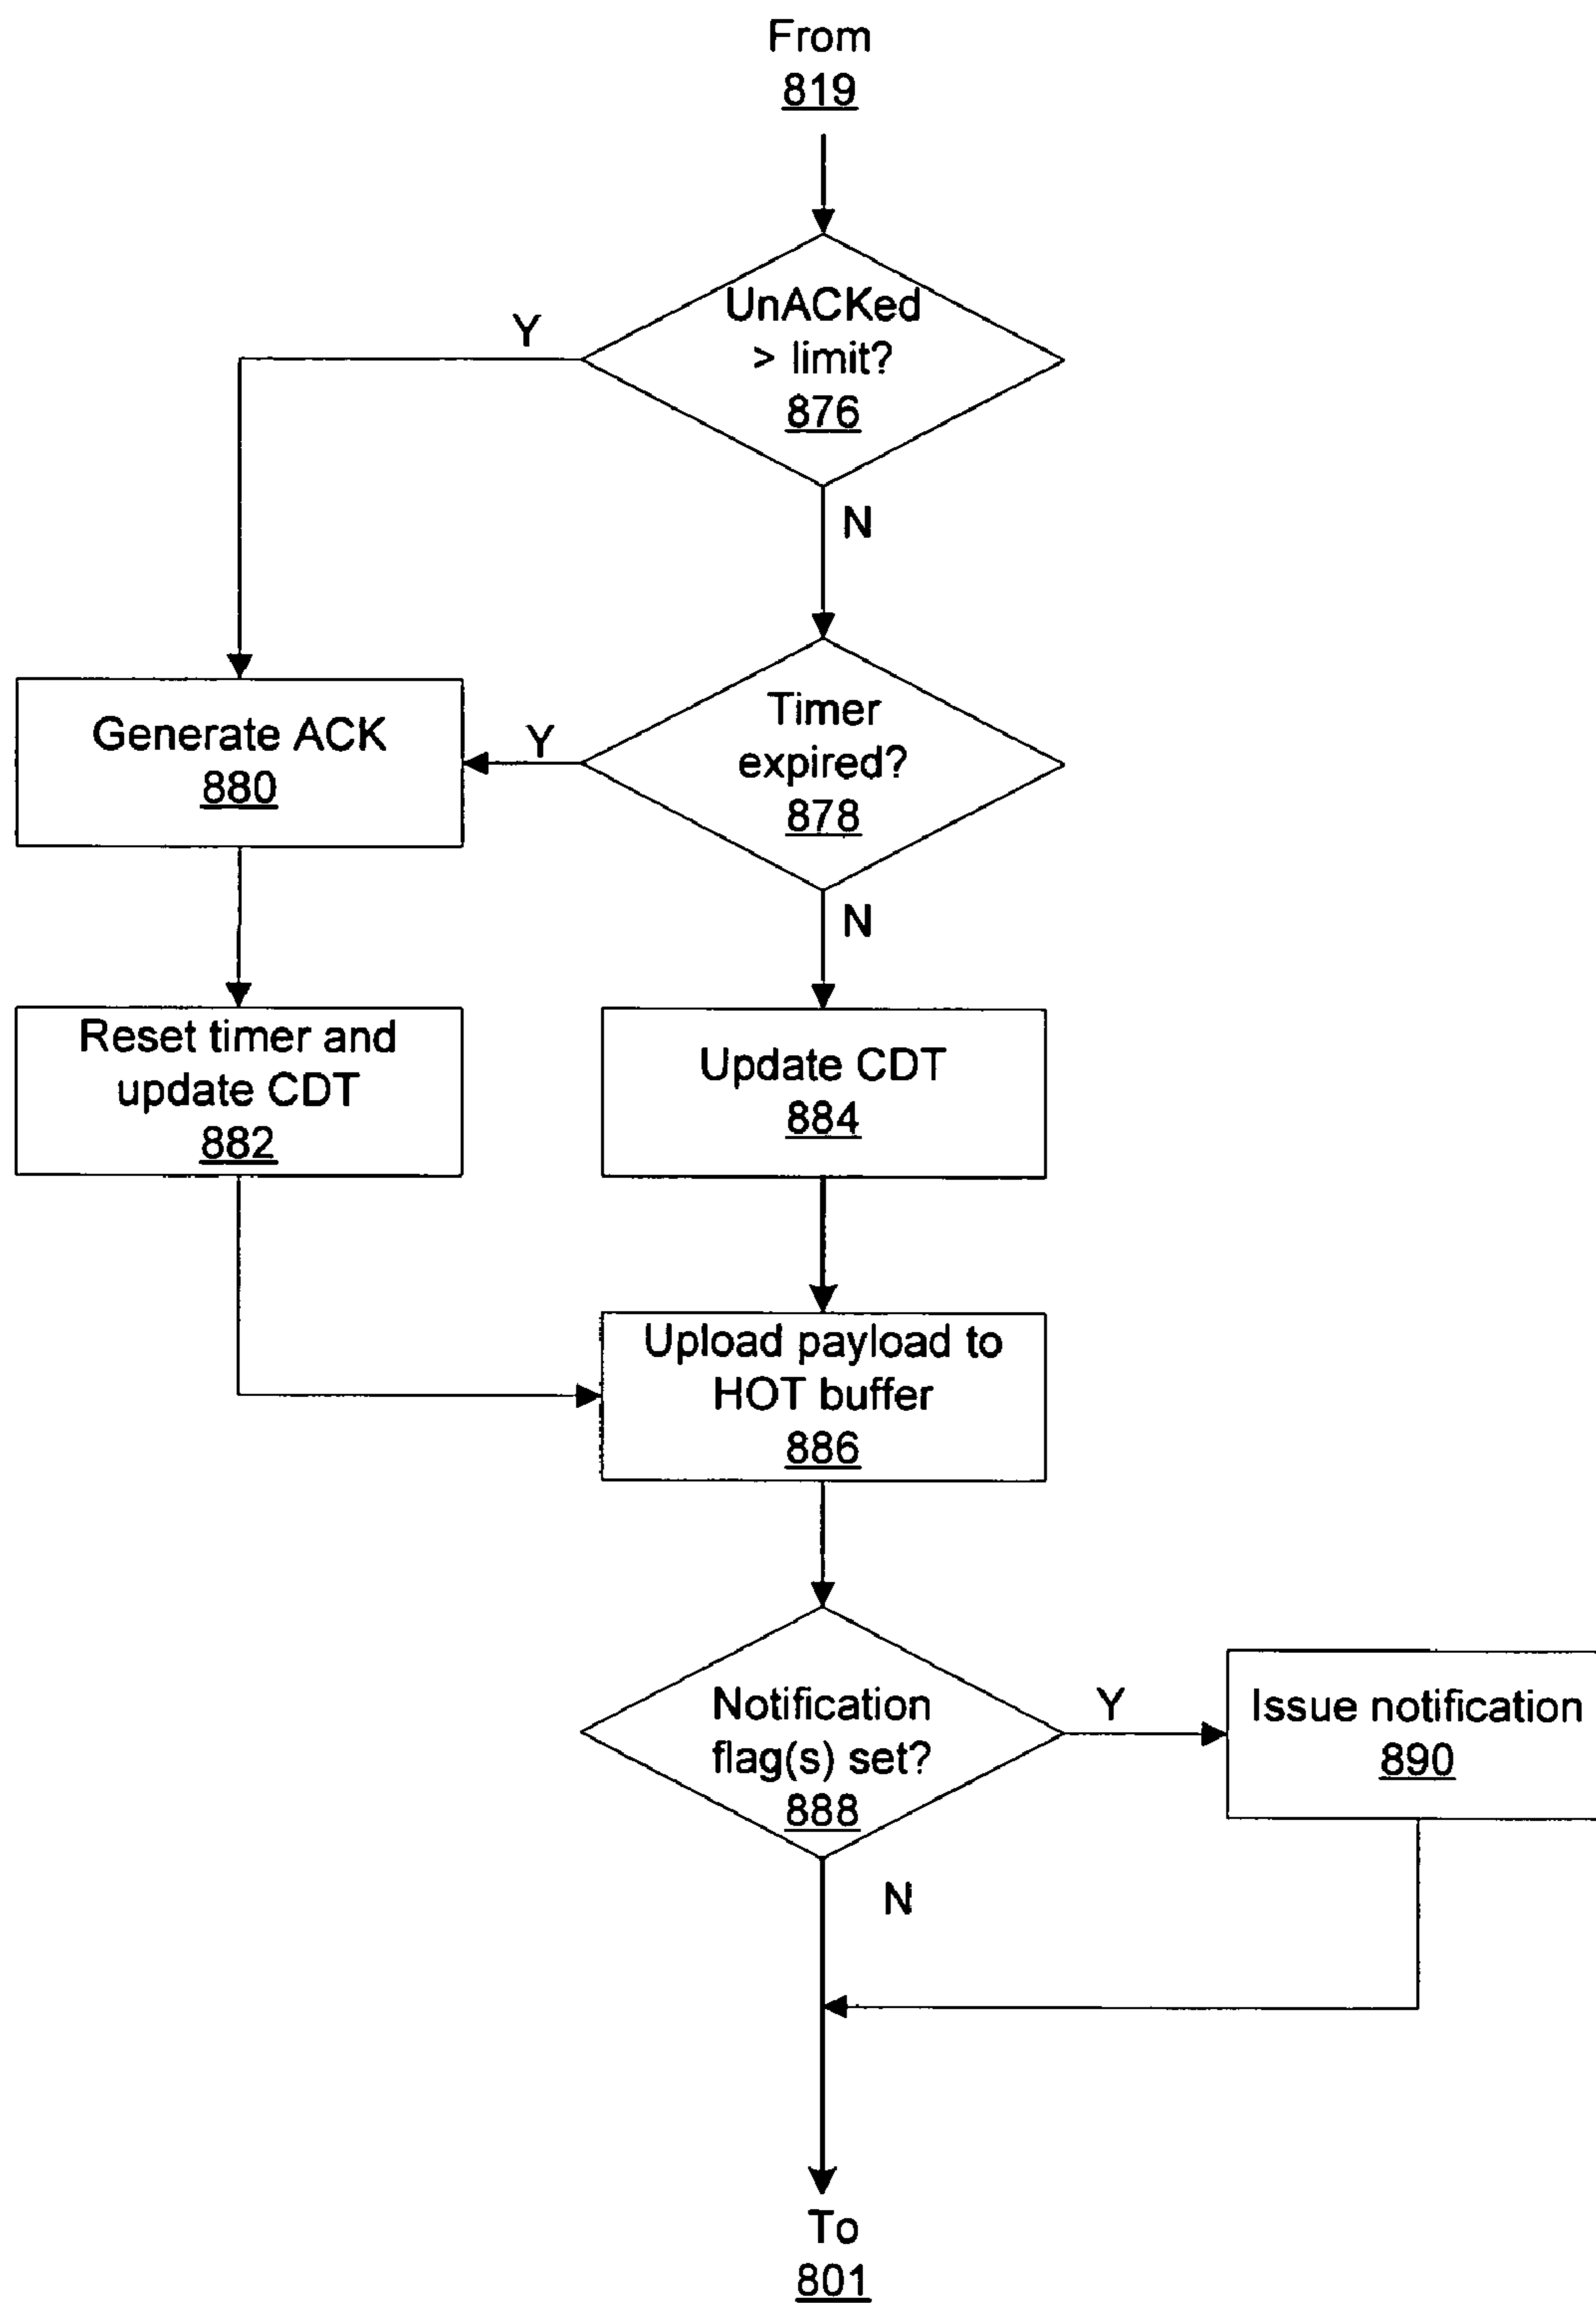 From
819
UnACKed
> limit?
876
Y
N
Timer
expired?
878
Y
N
Generate ACK
880
Reset timer and
update CDT
882
Update CDT
884
Upload payload to
HOT buffer
886
Notification
flag(s) set?
888
Y
N
Issue notification
890
To
801